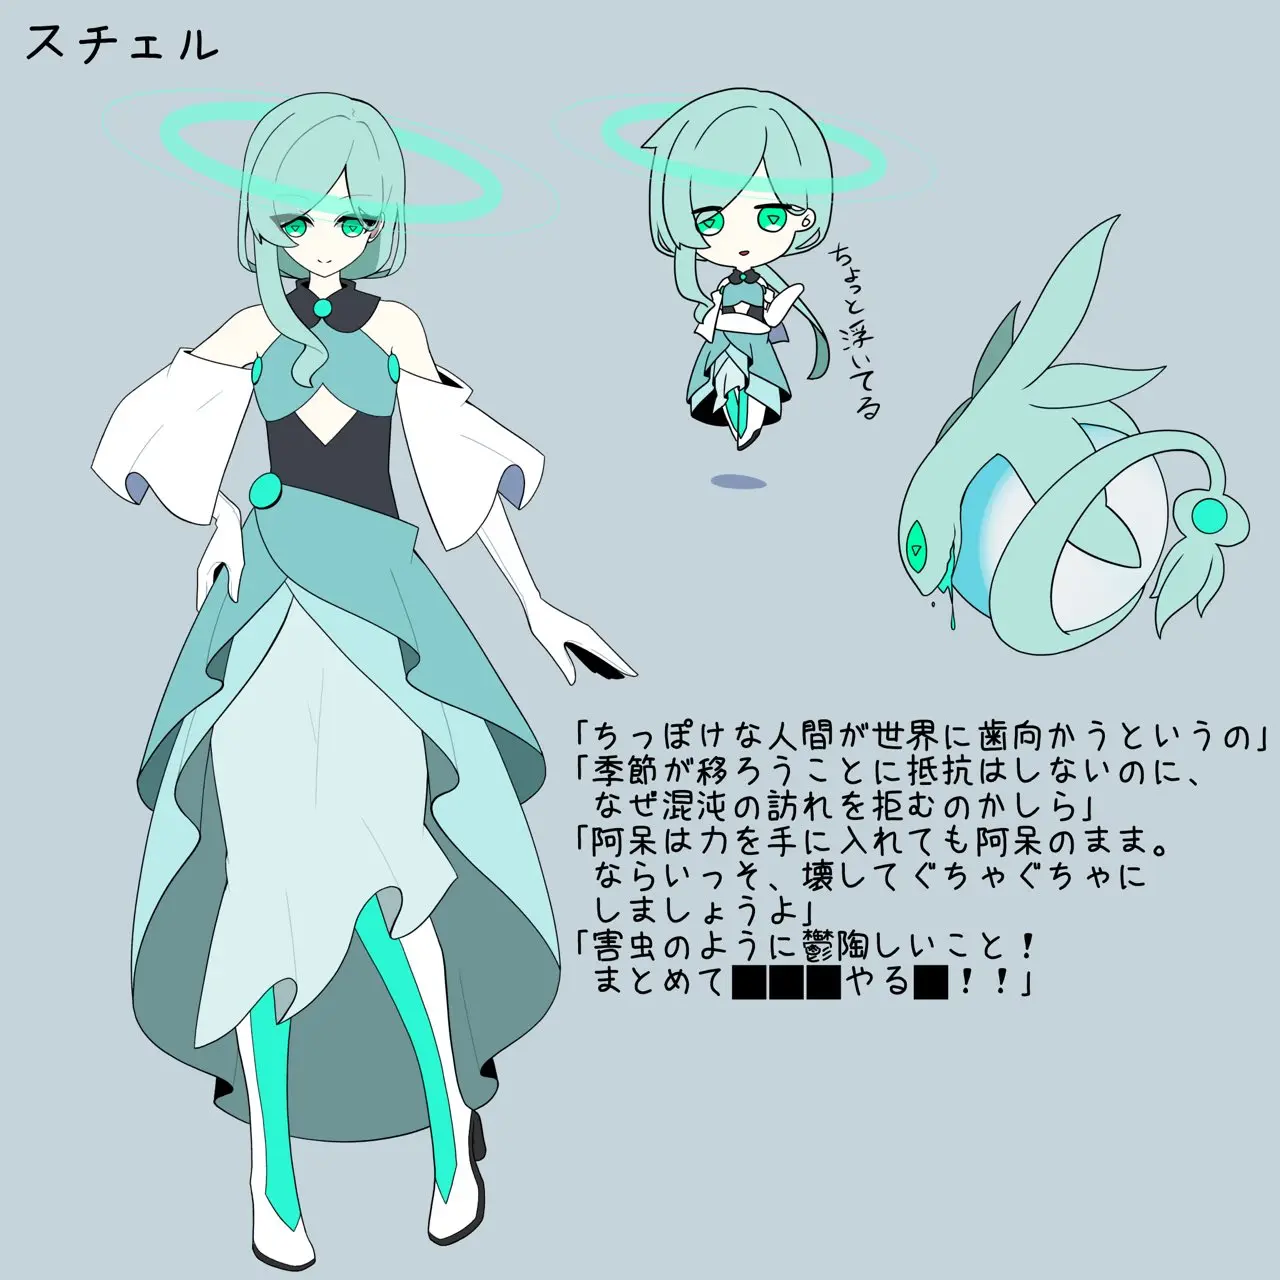 スチェル
ちょっと浮いてる
「ちっぽけな人間が世界に歯向かうというの」
「季節が移ろうことに抵抗はしないのに、
なぜ混沌の訪れを拒むのかしら」
「阿呆は力を手に入れても阿呆のまま。
ならいっそ、壊してぐちゃぐちゃに
しましょうよ」
「害虫のように鬱陶しいこと！
まとめて■■■やる■！！」